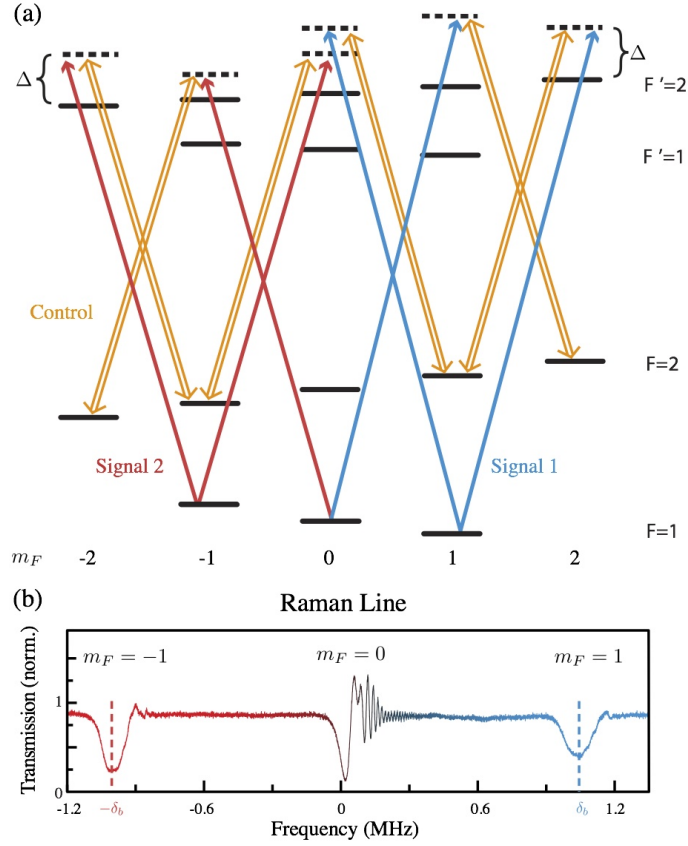 (a)
Δ
Δ
F '=2
F '=1
Control
F=2
Signal 2
Signal 1
F=1
m_F -2 -1 0 1 2
(b)
Raman Line
Transmission (norm.)
m_F = −1
m_F = 0
m_F = 1
1
0
-1.2 −δ_b -0.6 0 0.6 δ_b 1.2
Frequency (MHz)